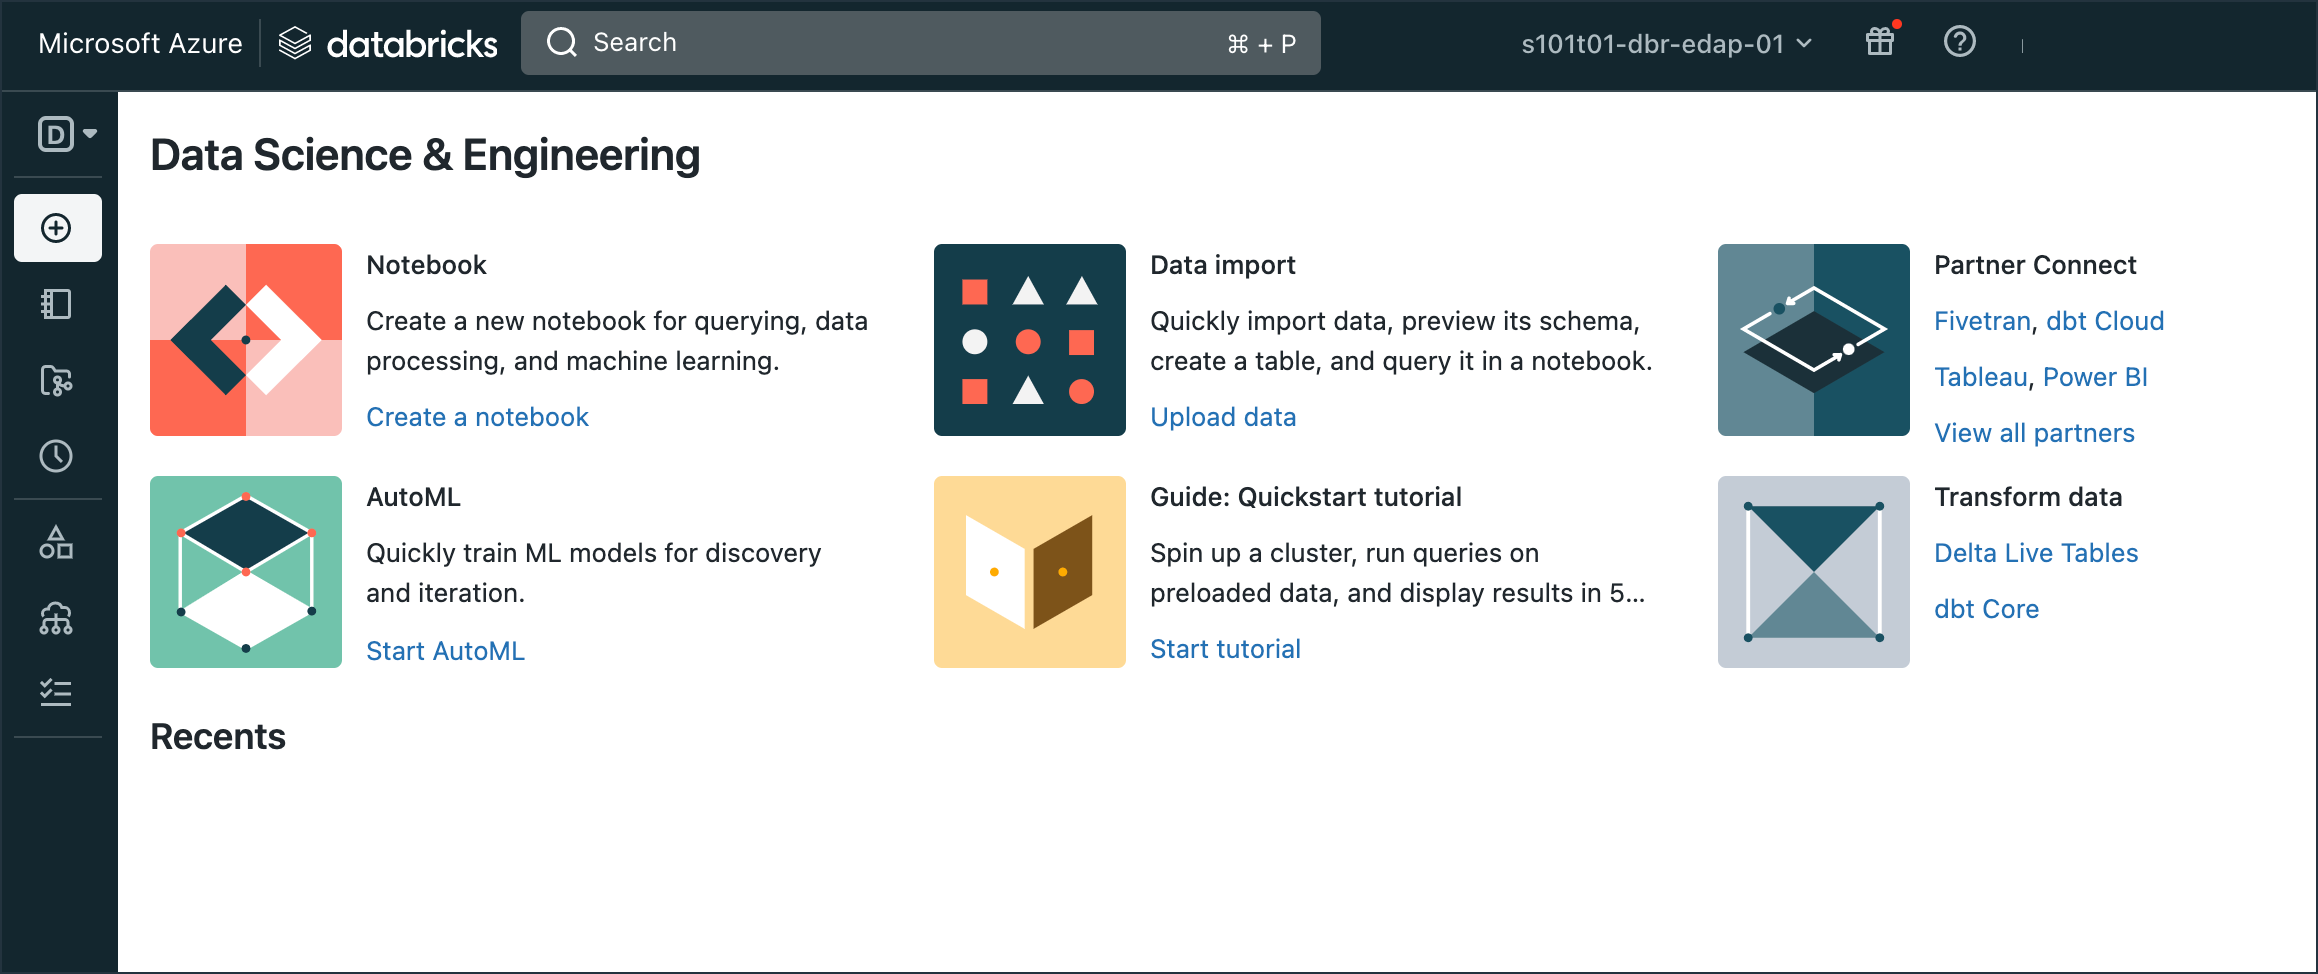 Microsoft Azure
databricks
Search
⌘ + P
s101t01-dbr-edap-01
D
Data Science & Engineering
Notebook
Create a new notebook for querying, data
processing, and machine learning.
Create a notebook
Data import
Quickly import data, preview its schema,
create a table, and query it in a notebook.
Upload data
Partner Connect
Fivetran, dbt Cloud
Tableau, Power BI
View all partners
AutoML
Quickly train ML models for discovery
and iteration.
Start AutoML
Guide: Quickstart tutorial
Spin up a cluster, run queries on
preloaded data, and display results in 5...
Start tutorial
Transform data
Delta Live Tables
dbt Core
Recents